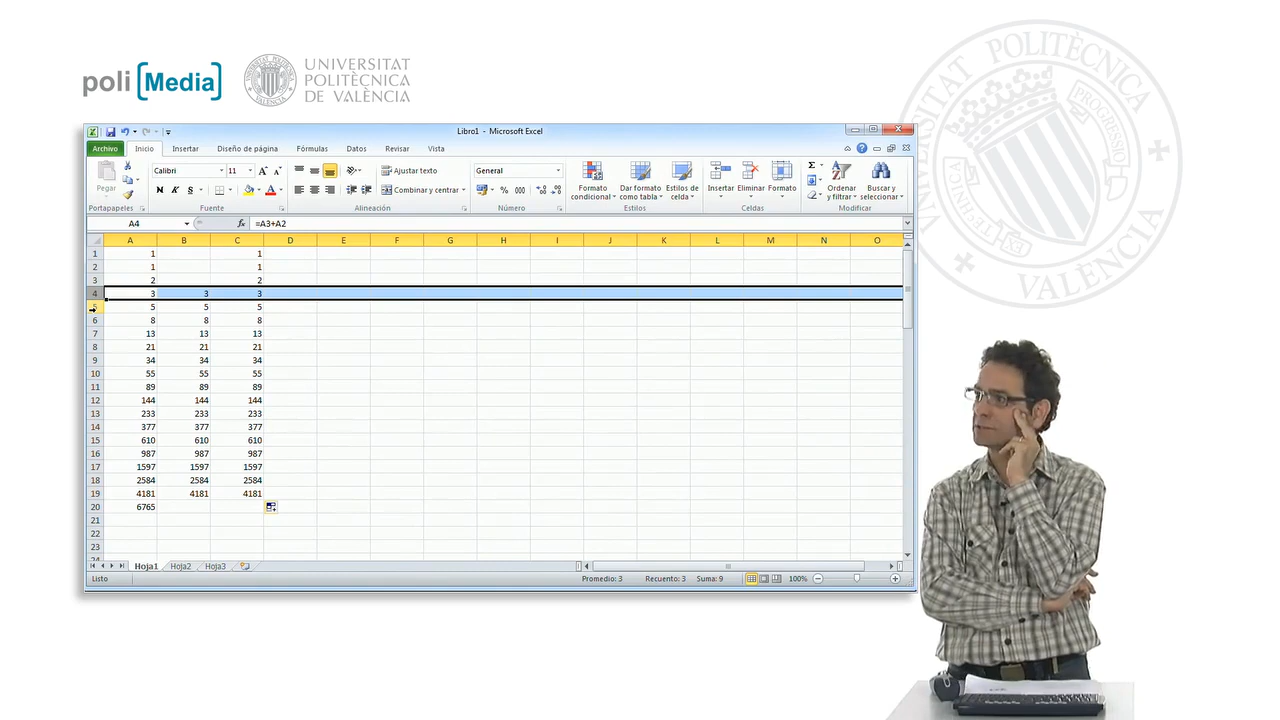 poli [Media]
UNIVERSITAT
POLITÈCNICA
DE VALÈNCIA
UNIVERSITAT POLITÈCNICA
DE VALÈNCIA
PROGRESSIO
Libro1 - Microsoft Excel
Archivo Inicio Insertar Diseño de página Fórmulas Datos Revisar Vista
Pegar
Calibri 11
N K S
Ajustar texto
Combinar y centrar
General
% 000
Formato condicional
Dar formato como tabla
Estilos de celda
Insertar Eliminar Formato
Σ
Ordenar y filtrar
Buscar y seleccionar
Portapapeles Fuente Alineación Número Estilos Celdas Modificar
A4 fx =A3+A2
A B C D E F G H I J K L M N O
1 1 1
2 1 1
3 2 2
4 3 3 3
5 5 5 5
6 8 8 8
7 13 13 13
8 21 21 21
9 34 34 34
10 55 55 55
11 89 89 89
12 144 144 144
13 233 233 233
14 377 377 377
15 610 610 610
16 987 987 987
17 1597 1597 1597
18 2584 2584 2584
19 4181 4181 4181
20 6765
21
22
23
24
Hoja1 Hoja2 Hoja3
Listo Promedio: 3 Recuento: 3 Suma: 9 100%